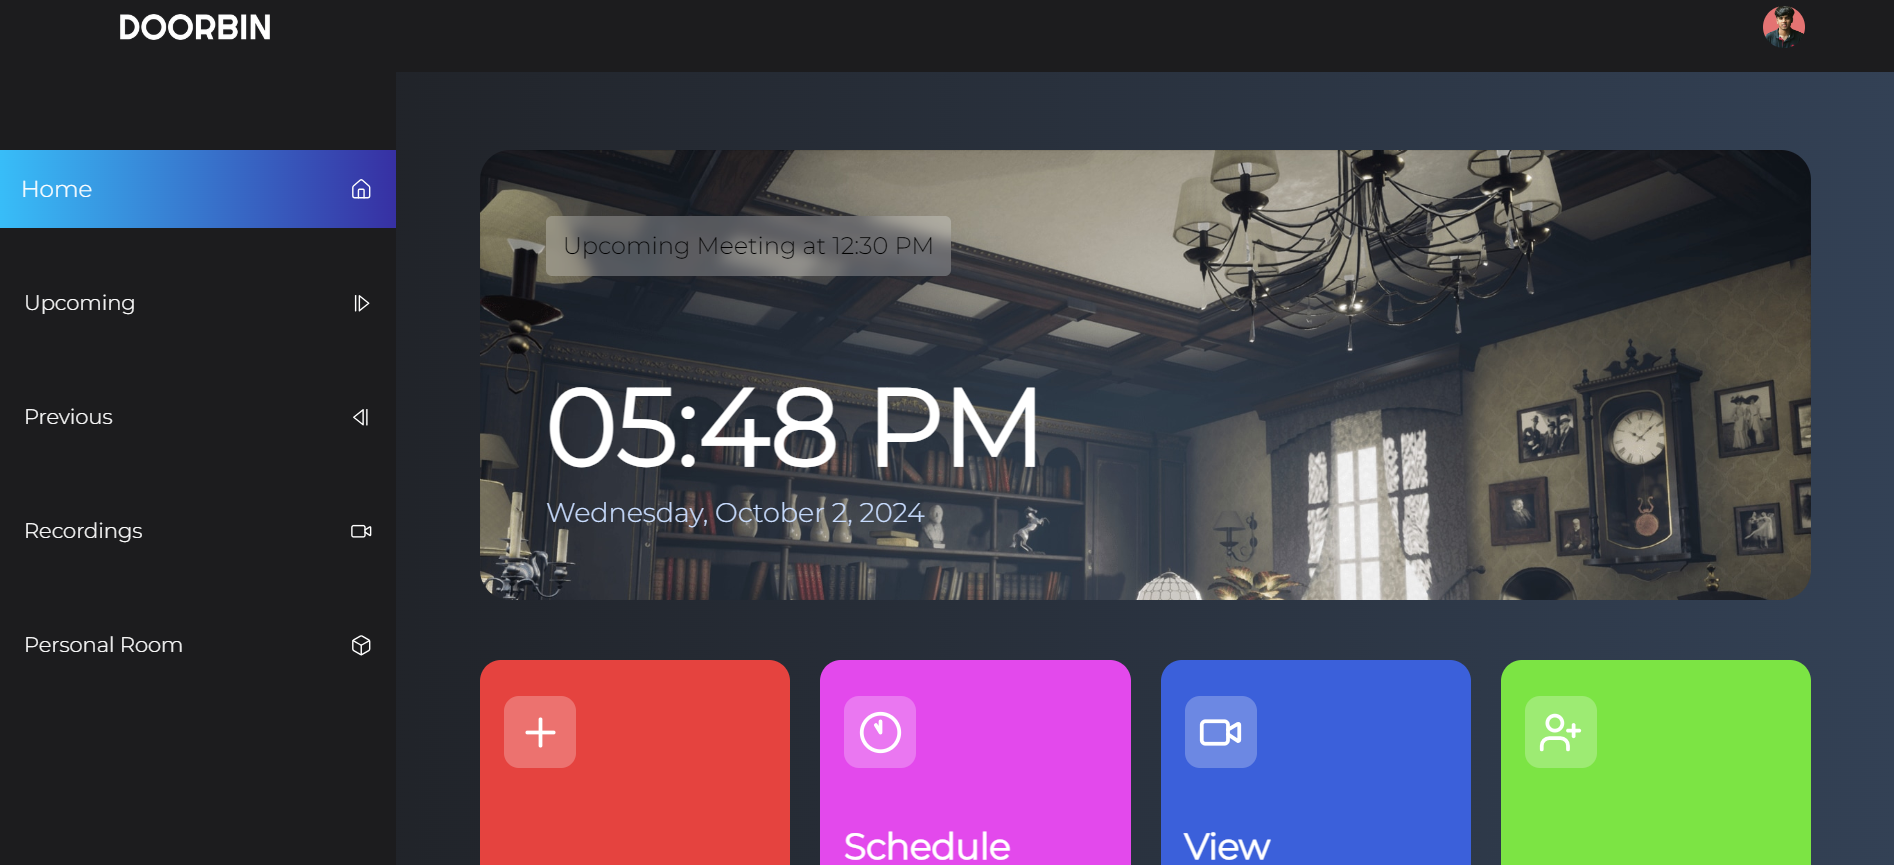 DOORBIN
Home
Upcoming
Previous
Recordings
Personal Room
Upcoming Meeting at 12:30 PM
05:48 PM
Wednesday, October 2, 2024
Schedule
View